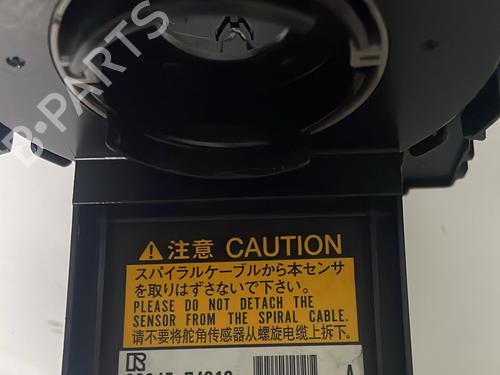 B-PARTS
⚠注意 CAUTION
スパイラルケーブルから本センサ
を取りはずさないで下さい。
PLEASE DO NOT DETACH THE
SENSOR FROM THE SPIRAL CABLE.
请不要将舵角传感器从螺旋电缆上拆下.
A